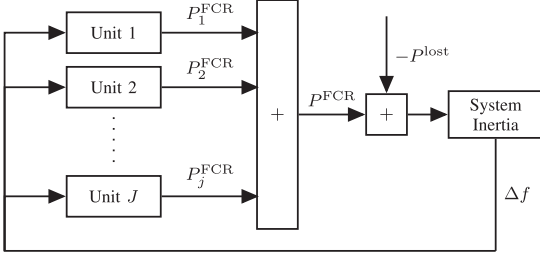 Unit 1
P_1^FCR
Unit 2
P_2^FCR
Unit J
P_j^FCR
+
P^FCR
−P^lost
+
System
Inertia
Δf